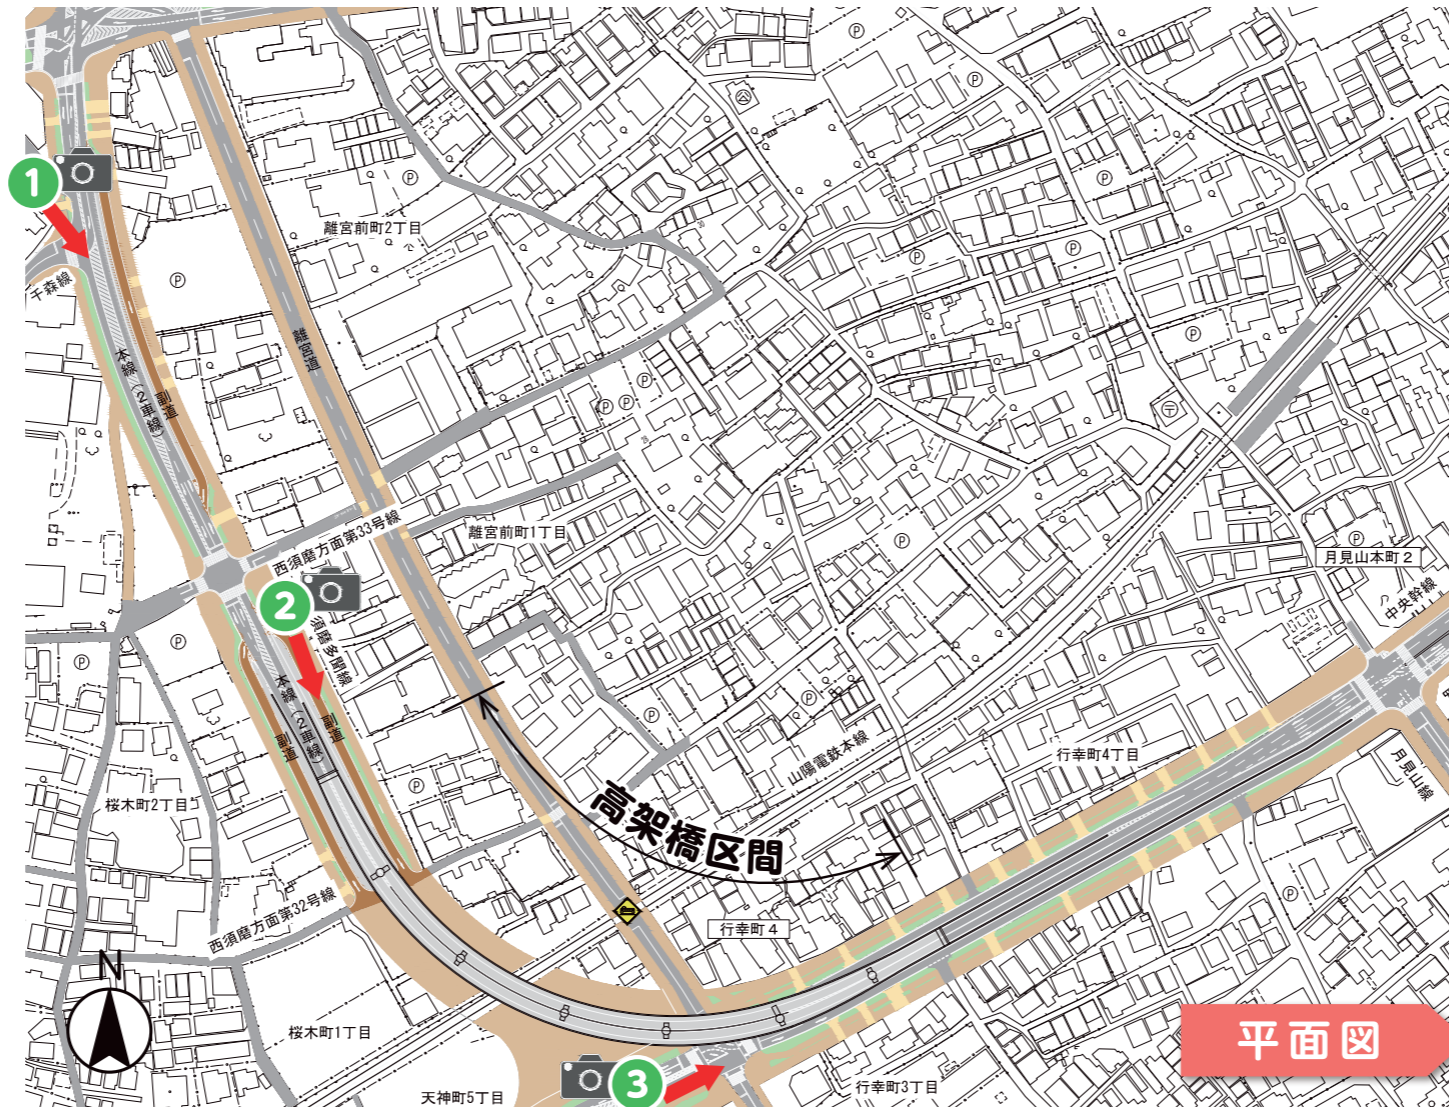 1
離宮前町2丁目
千森線
離宮道
本線(2車線)
副道
西須磨方面第33号線
離宮前町1丁目
月見山本町2
中央幹線
2
須磨多聞線
本線(2車線)
副道
副道
山陽電鉄本線
行幸町4丁目
月見山線
桜木町2丁目
高架橋区間
西須磨方面第32号線
行幸町4
N
桜木町1丁目
平面図
3
行幸町3丁目
天神町5丁目